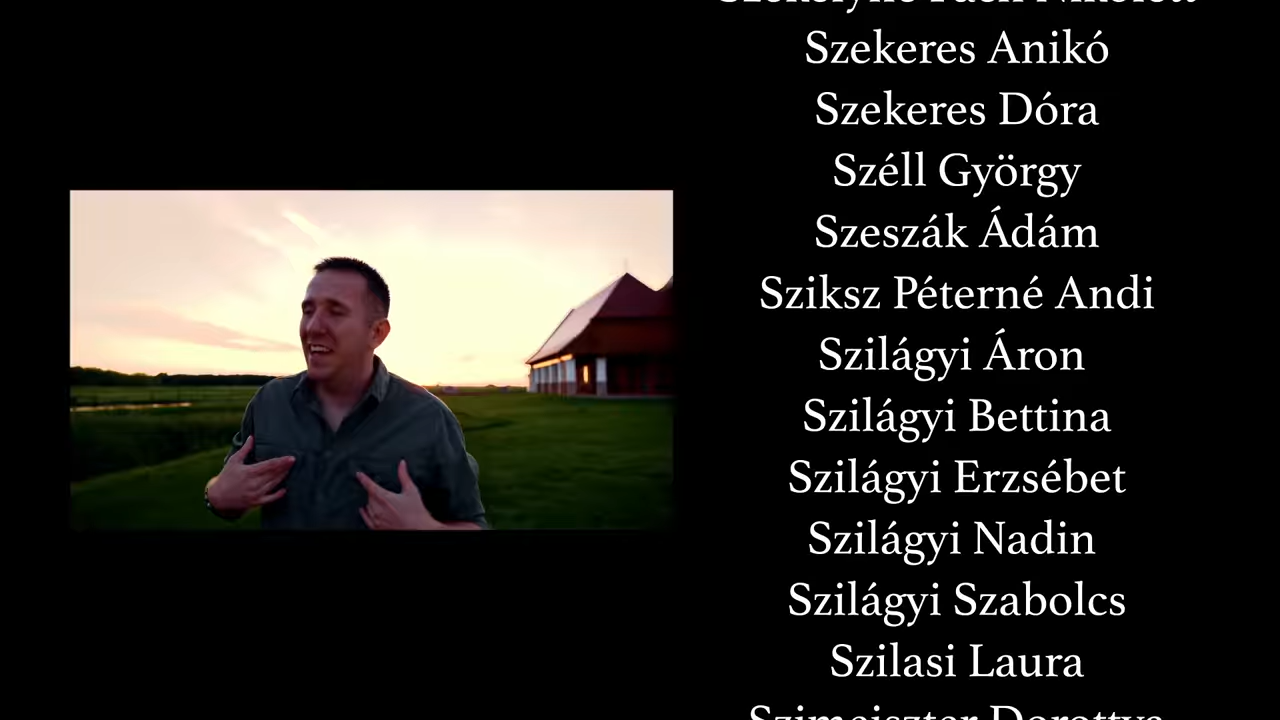 Szekeres Anikó
Szekeres Dóra
Széll György
Szeszák Ádám
Sziksz Péterné Andi
Szilágyi Áron
Szilágyi Bettina
Szilágyi Erzsébet
Szilágyi Nadin
Szilágyi Szabolcs
Szilasi Laura